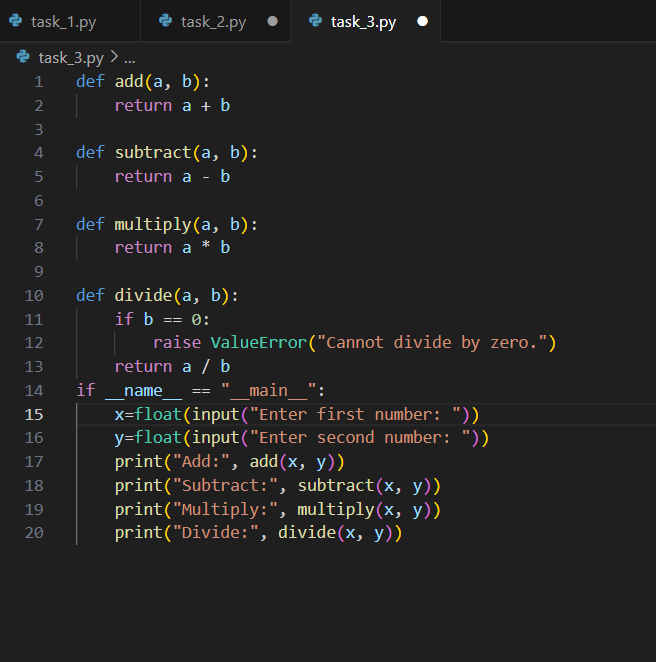 task_1.py task_2.py task_3.py
task_3.py > ...
1 def add(a, b):
2     return a + b
3
4 def subtract(a, b):
5     return a - b
6
7 def multiply(a, b):
8     return a * b
9
10 def divide(a, b):
11     if b == 0:
12         raise ValueError("Cannot divide by zero.")
13     return a / b
14 if __name__ == "__main__":
15     x=float(input("Enter first number: "))
16     y=float(input("Enter second number: "))
17     print("Add:", add(x, y))
18     print("Subtract:", subtract(x, y))
19     print("Multiply:", multiply(x, y))
20     print("Divide:", divide(x, y))